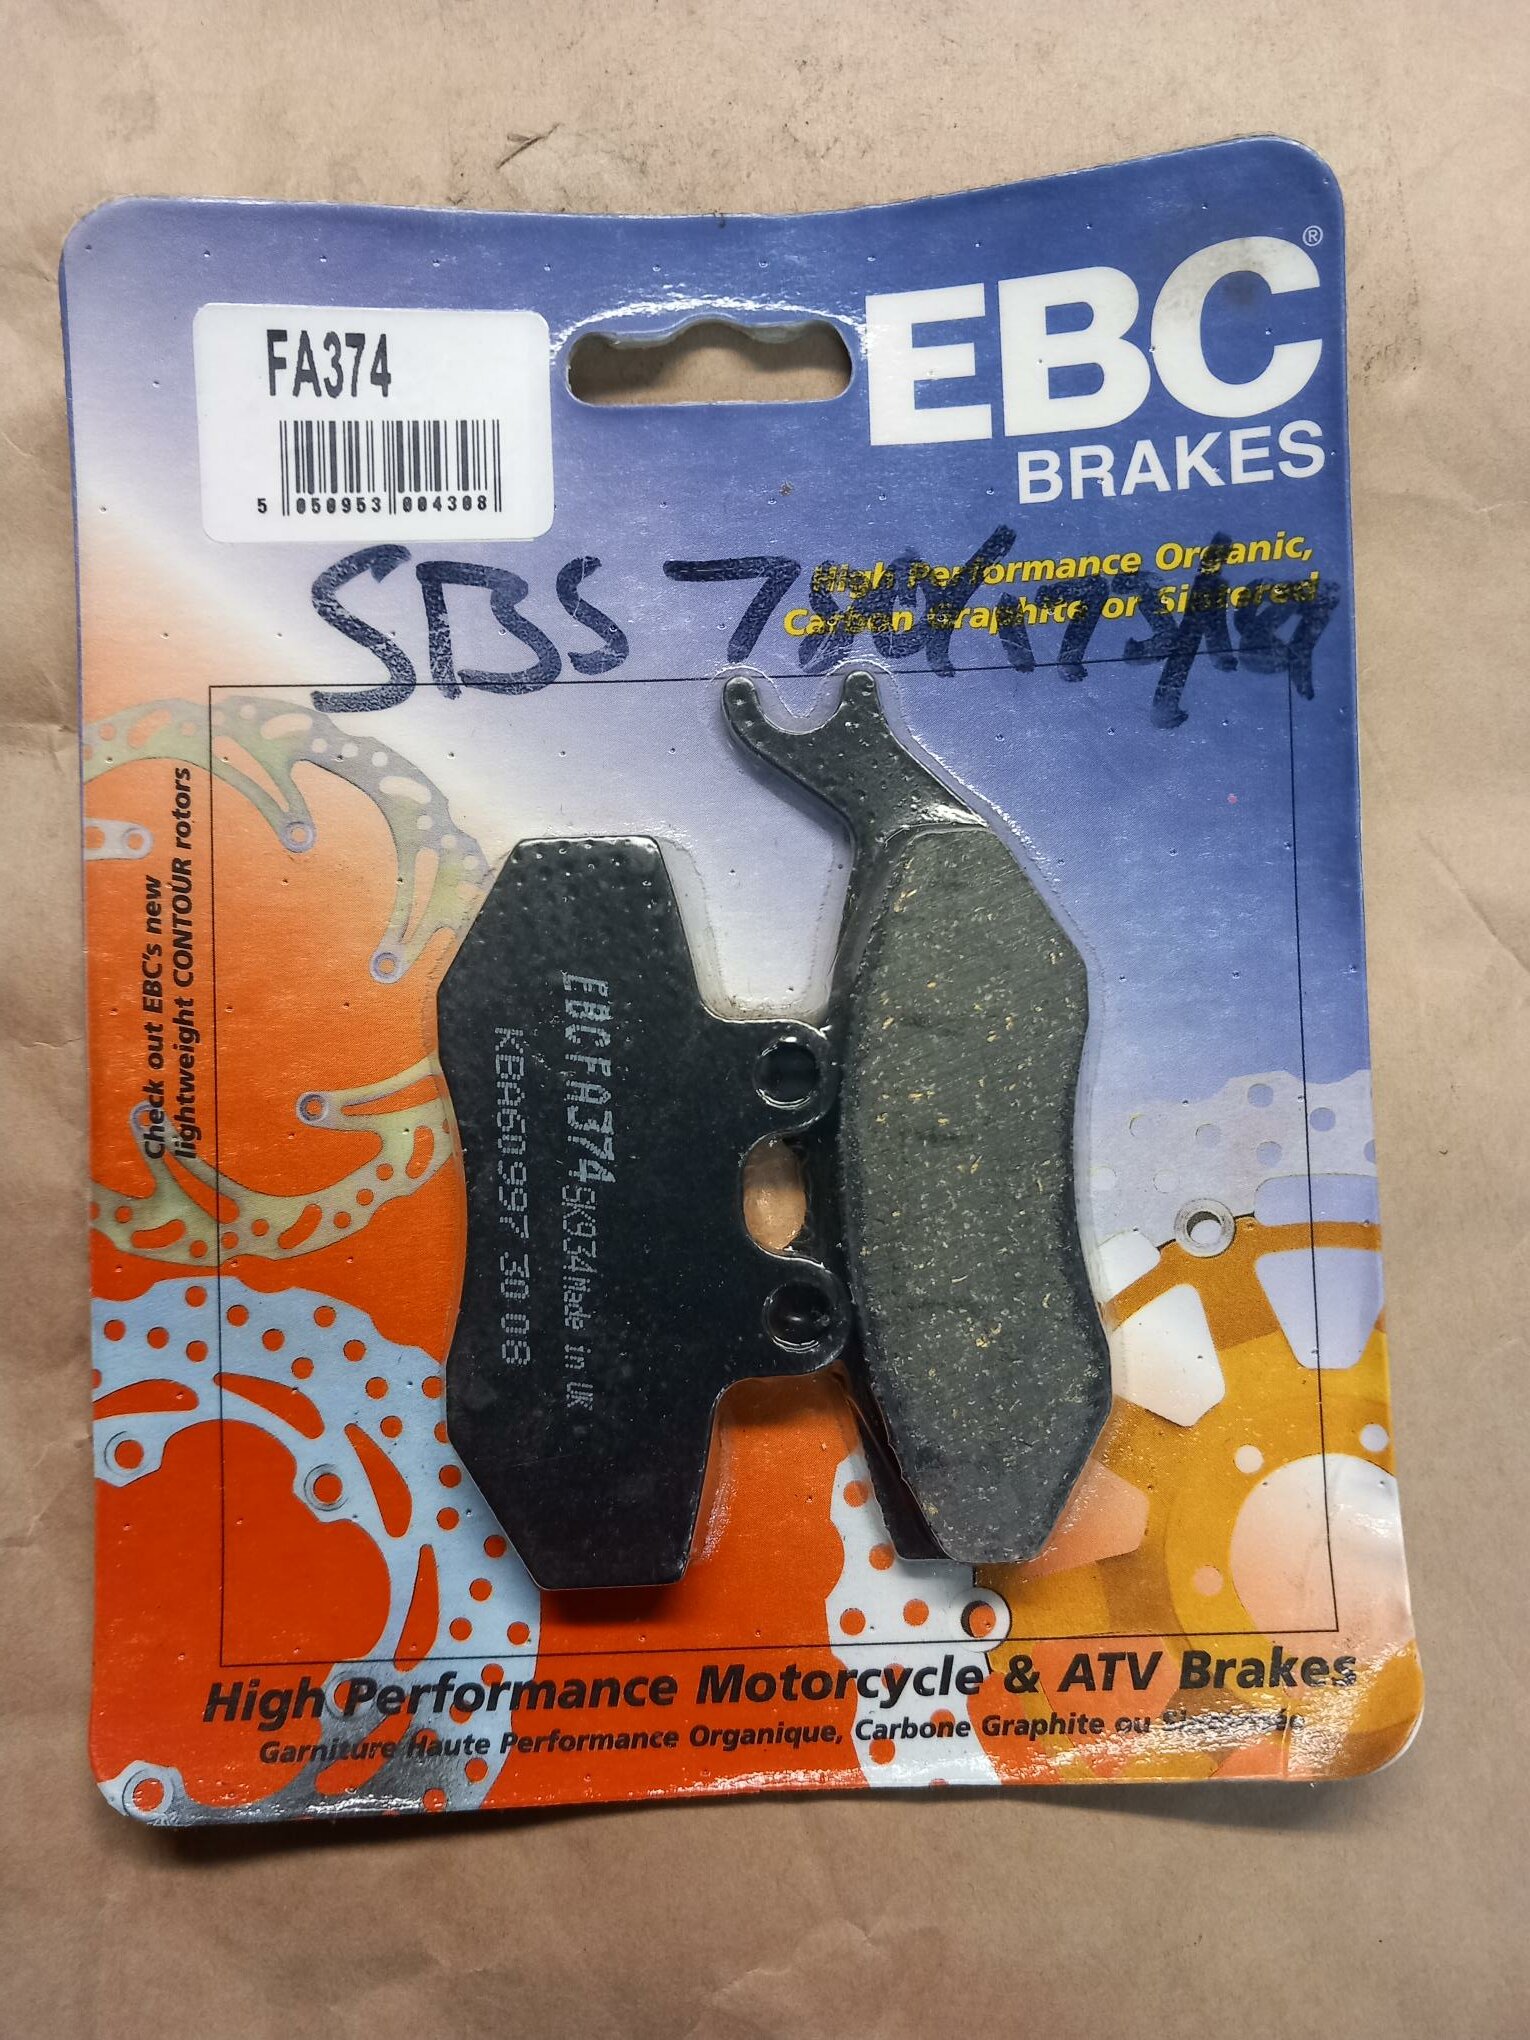 FA374
5 050953 004308
EBC®
BRAKES
High Performance Organic,
Carbon Graphite or Sintered
SBS
Check out EBC's new
lightweight CONTOUR rotors
EBC FA374 SK934 Made in UK
KBA60997 30 08
High Performance Motorcycle & ATV Brakes
Garniture Haute Performance Organique, Carbone Graphite ou